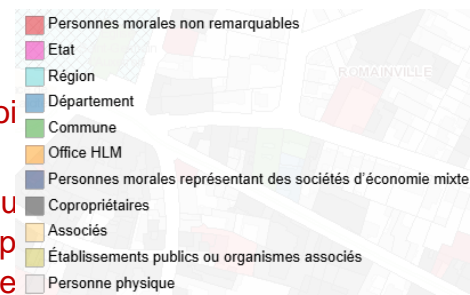 Personnes morales non remarquables
Etat
ROMAINVILLE
Région
Département
oi
Commune
Office HLM
Personnes morales représentant des sociétés d'économie mixte
u
Copropriétaires
Associés
p
Établissements publics ou organismes associés
e
Personne physique